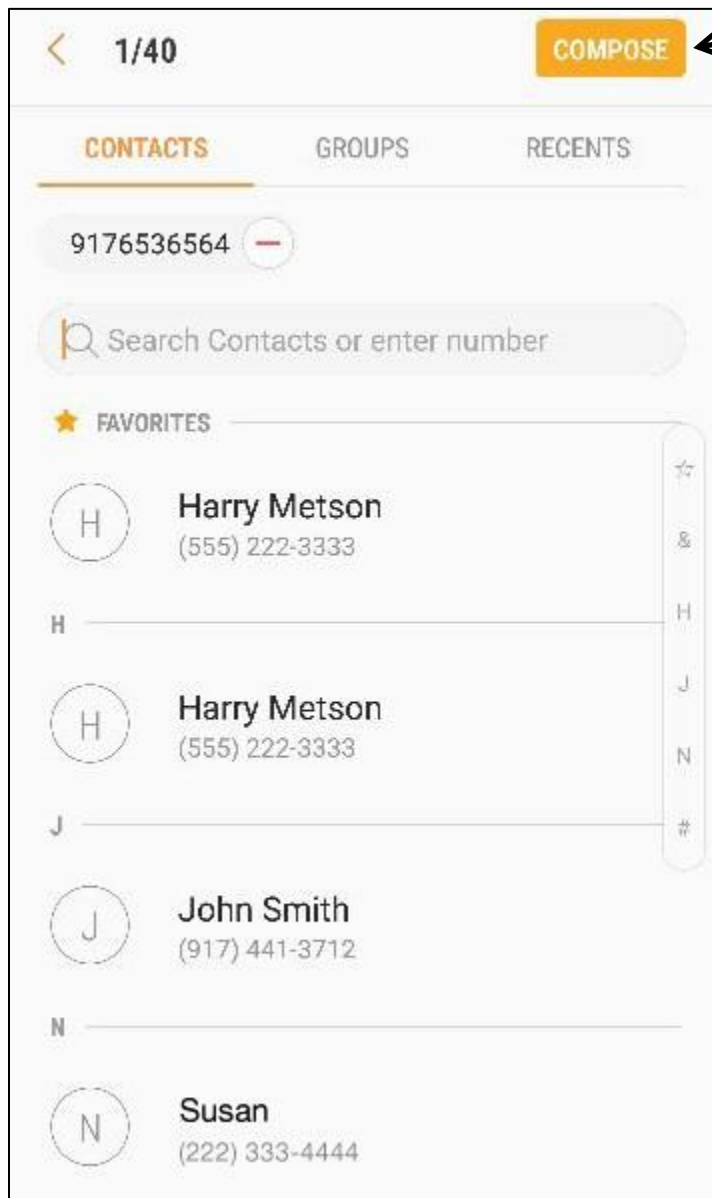 1/40
COMPOSE
CONTACTS GROUPS RECENTS
9176536564
Search Contacts or enter number
FAVORITES
H
Harry Metson
(555) 222-3333
H
H
Harry Metson
(555) 222-3333
J
J
John Smith
(917) 441-3712
N
N
Susan
(222) 333-4444
&
H
J
N
#